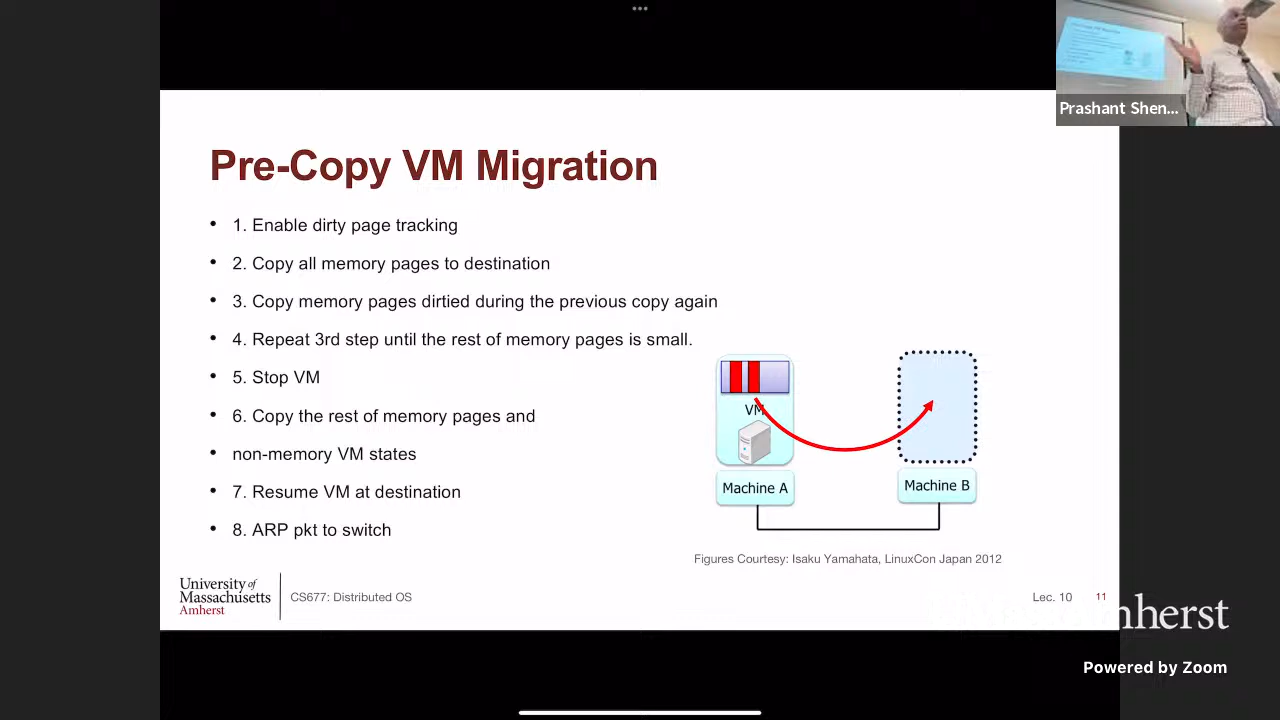 Prashant Shen...
Pre-Copy VM Migration
• 1. Enable dirty page tracking
• 2. Copy all memory pages to destination
• 3. Copy memory pages dirtied during the previous copy again
• 4. Repeat 3rd step until the rest of memory pages is small.
• 5. Stop VM
• 6. Copy the rest of memory pages and
• non-memory VM states
• 7. Resume VM at destination
• 8. ARP pkt to switch
VM
Machine A
Machine B
Figures Courtesy: Isaku Yamahata, LinuxCon Japan 2012
University of
Massachusetts
Amherst
CS677: Distributed OS
Lec. 10
11
Powered by Zoom